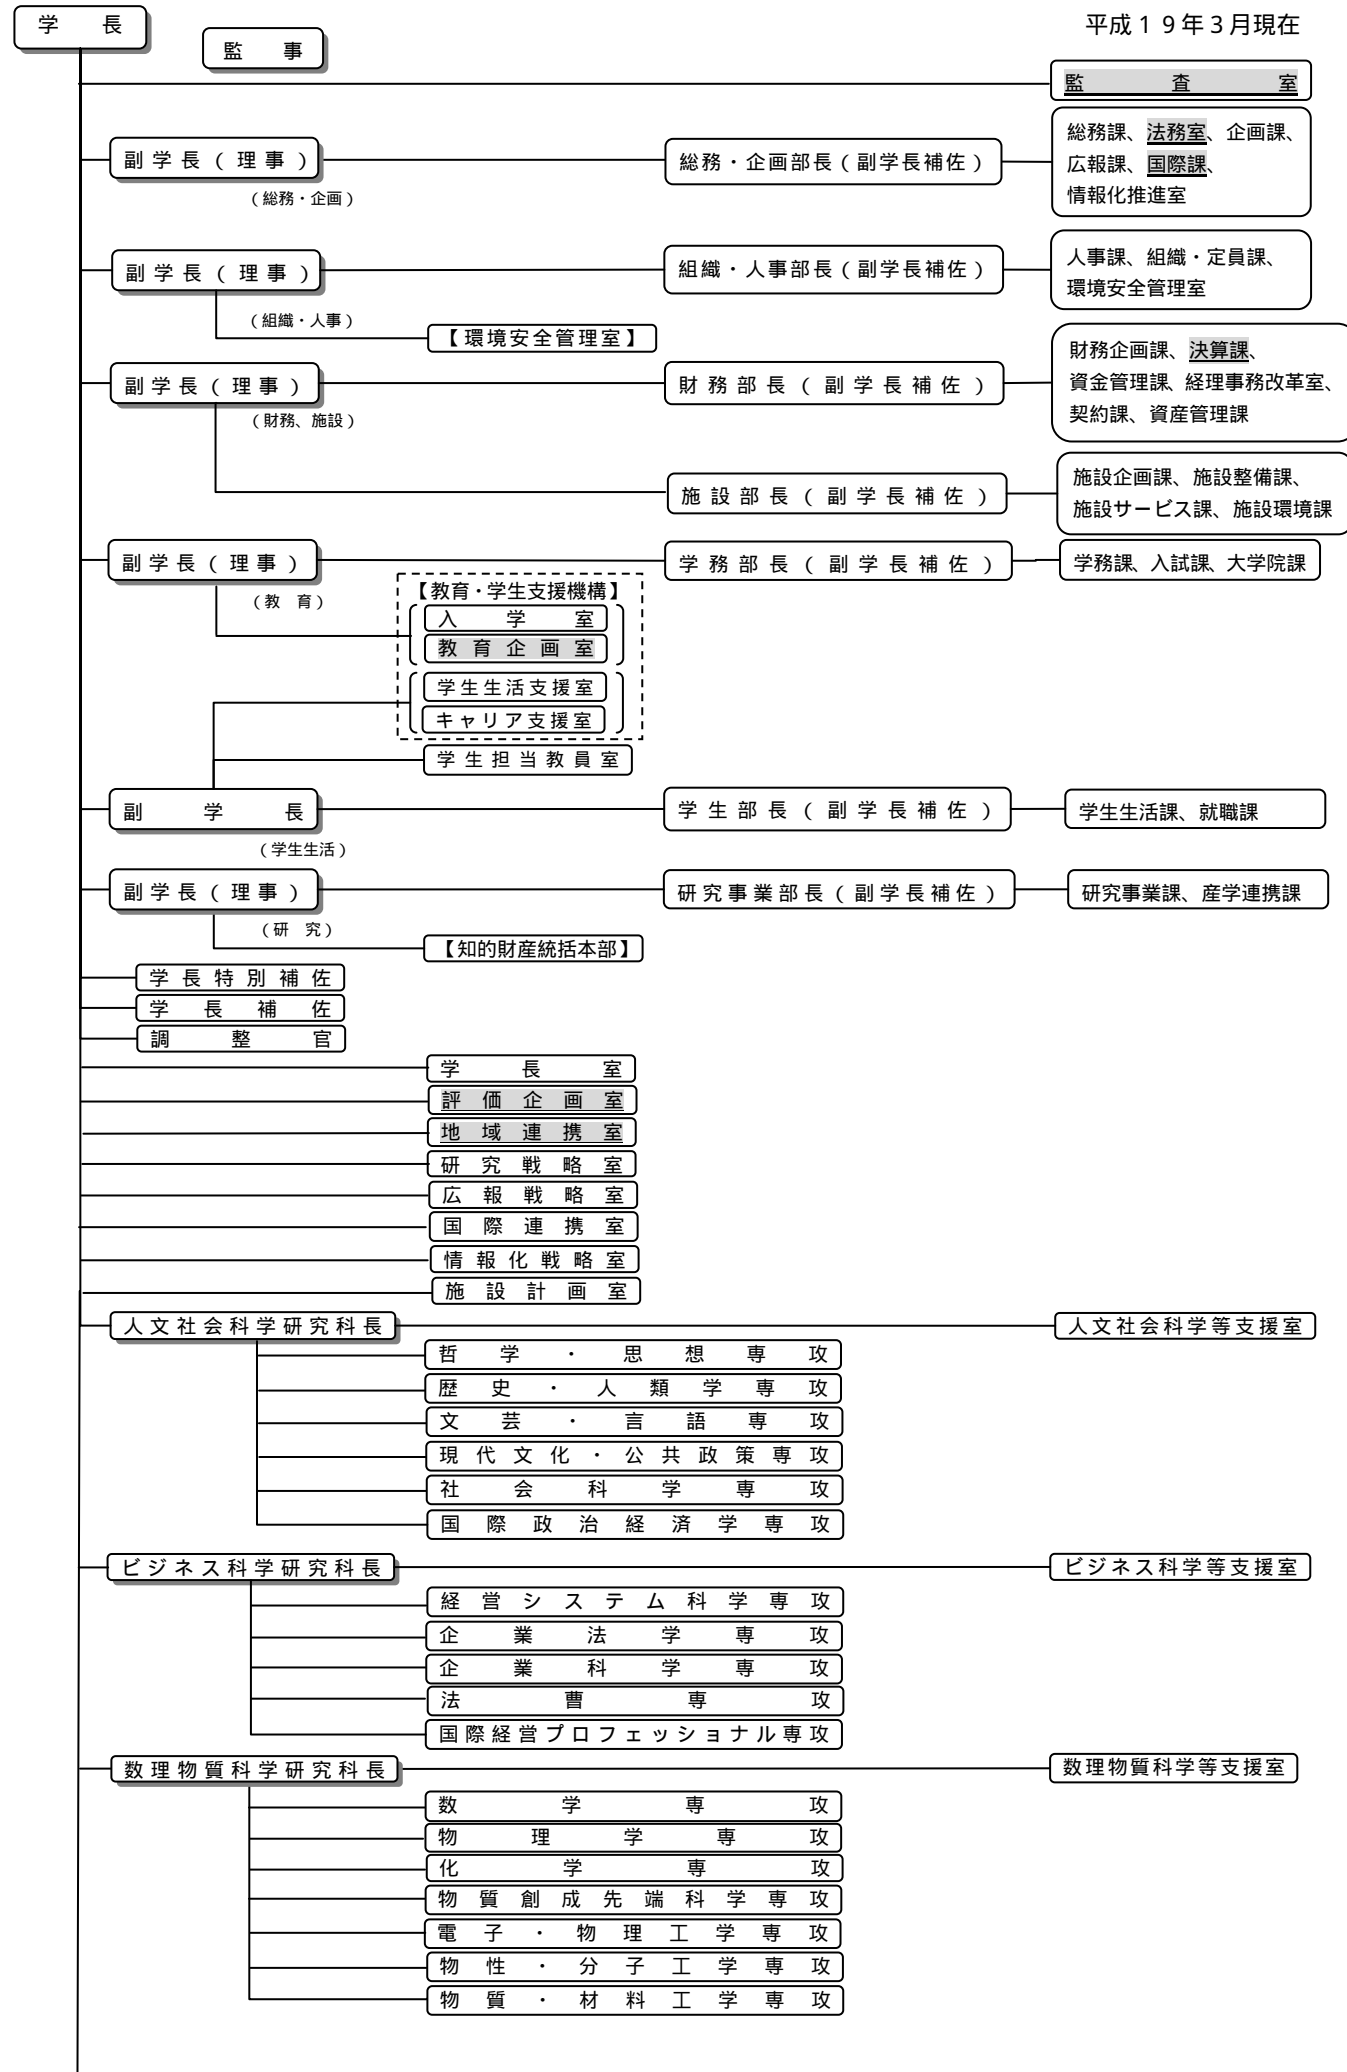 学長
平成１９年３月現在
監事
監査室
総務課、法務室、企画課、
副学長（理事）
総務・企画部長（副学長補佐）
広報課、国際課、
（総務・企画）
情報化推進室
人事課、組織・定員課、
副学長（理事）
組織・人事部長（副学長補佐）
環境安全管理室
（組織・人事）
【環境安全管理室】
財務企画課、決算課、
副学長（理事）
財務部長（副学長補佐）
資金管理課、経理事務改革室、
（財務、施設）
契約課、資産管理課
施設企画課、施設整備課、
施設部長（副学長補佐）
施設サービス課、施設環境課
副学長（理事）
学務部長（副学長補佐）
学務課、入試課、大学院課
（教　育）
【教育・学生支援機構】
入学室
教育企画室
学生生活支援室
キャリア支援室
学生担当教員室
副学長
学生部長（副学長補佐）
学生生活課、就職課
（学生生活）
副学長（理事）
研究事業部長（副学長補佐）
研究事業課、産学連携課
（研　究）
【知的財産統括本部】
学長特別補佐
学長補佐
調整官
学長室
評価企画室
地域連携室
研究戦略室
広報戦略室
国際連携室
情報化戦略室
施設計画室
人文社会科学研究科長
人文社会科学等支援室
哲学・思想専攻
歴史・人類学専攻
文芸・言語専攻
現代文化・公共政策専攻
社会科学専攻
国際政治経済学専攻
ビジネス科学研究科長
ビジネス科学等支援室
経営システム科学専攻
企業法学専攻
企業科学専攻
法曹専攻
国際経営プロフェッショナル専攻
数理物質科学研究科長
数理物質科学等支援室
数学専攻
物理学専攻
化学専攻
物質創成先端科学専攻
電子・物理工学専攻
物性・分子工学専攻
物質・材料工学専攻